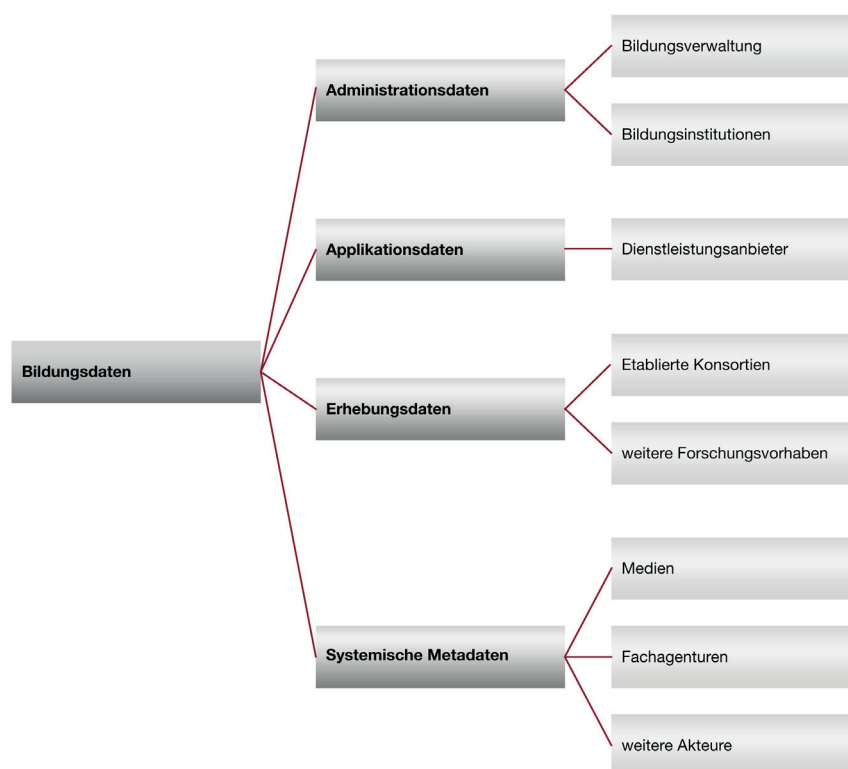 Bildungsdaten
Administrationsdaten
Bildungsverwaltung
Bildungsinstitutionen
Applikationsdaten
Dienstleistungsanbieter
Erhebungsdaten
Etablierte Konsortien
weitere Forschungsvorhaben
Systemische Metadaten
Medien
Fachagenturen
weitere Akteure